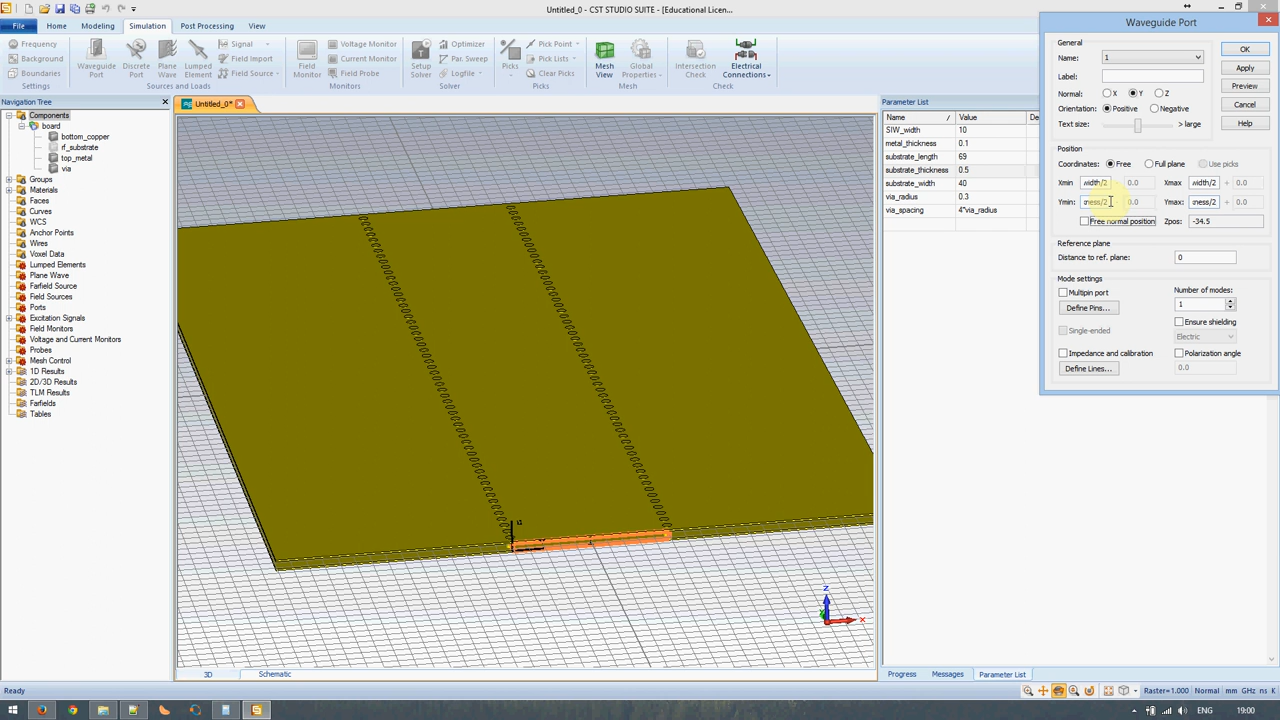 Untitled_0 - CST STUDIO SUITE - [Educational Licen...
File Home Modeling Simulation Post Processing View
Frequency
Background
Boundaries
Waveguide Port
Discrete Port
Plane Wave
Lumped Element
Signal
Field Import
Field Source
Sources and Loads
Field Monitor
Voltage Monitor
Current Monitor
Field Probe
Monitors
Setup Solver
Optimizer
Par. Sweep
Logfile
Solver
Picks
Pick Point
Pick Lists
Clear Picks
Picks
Mesh View
Global Properties
Mesh
Intersection Check
Electrical Connections
Check
Navigation Tree
Components
board
bottom_copper
rf_substrate
top_metal
via
Groups
Materials
Faces
Curves
WCS
Anchor Points
Wires
Voxel Data
Lumped Elements
Plane Wave
Farfield Source
Field Sources
Ports
Excitation Signals
Field Monitors
Voltage and Current Monitors
Probes
Mesh Control
1D Results
2D/3D Results
TLM Results
Farfields
Tables
Untitled_0*
z
x
3D Schematic
Parameter List
Name / Value De
SIW_width 10
metal_thickness 0.1
substrate_length 69
substrate_thickness 0.5
substrate_width 40
via_radius 0.3
via_spacing 4*via_radius
Progress Messages Parameter List
Waveguide Port
General
Name: 1
Label:
Normal: X Y Z
Orientation: Positive Negative
Text size: > large
OK
Apply
Preview
Cancel
Help
Position
Coordinates: Free Full plane Use picks
Xmin width/2 - 0.0 Xmax width/2 + 0.0
Ymin: ness/2 - 0.0 Ymax: ness/2 + 0.0
Free normal position Zpos: -34.5
Reference plane
Distance to ref. plane: 0
Mode settings
Multipin port
Define Pins...
Single-ended
Impedance and calibration
Define Lines...
Number of modes:
1
Ensure shielding
Electric
Polarization angle
0.0
Ready
Raster=1.000 Normal mm GHz ns K
ENG 19:00